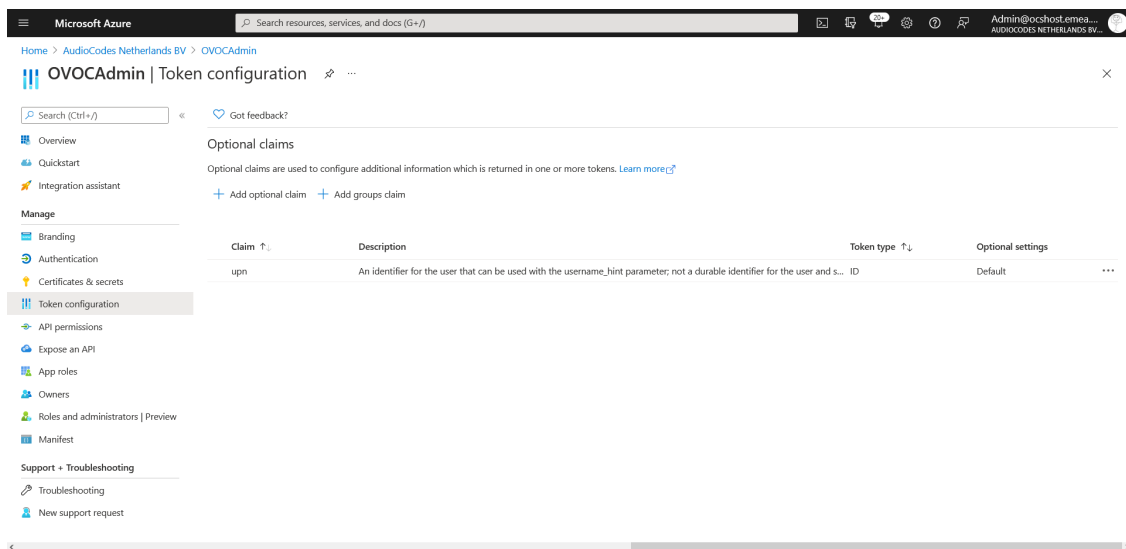 Microsoft Azure
Search resources, services, and docs (G+/)
20+
Admin@ocshost.emea....
AUDIOCODES NETHERLANDS BV...
Home > AudioCodes Netherlands BV > OVOCAdmin
OVOCAdmin | Token configuration
Search (Ctrl+/)
Got feedback?
Overview
Quickstart
Integration assistant
Manage
Branding
Authentication
Certificates & secrets
Token configuration
API permissions
Expose an API
App roles
Owners
Roles and administrators | Preview
Manifest
Support + Troubleshooting
Troubleshooting
New support request
Optional claims
Optional claims are used to configure additional information which is returned in one or more tokens. Learn more
Add optional claim Add groups claim
Claim Description Token type Optional settings
upn An identifier for the user that can be used with the username_hint parameter; not a durable identifier for the user and s... ID Default